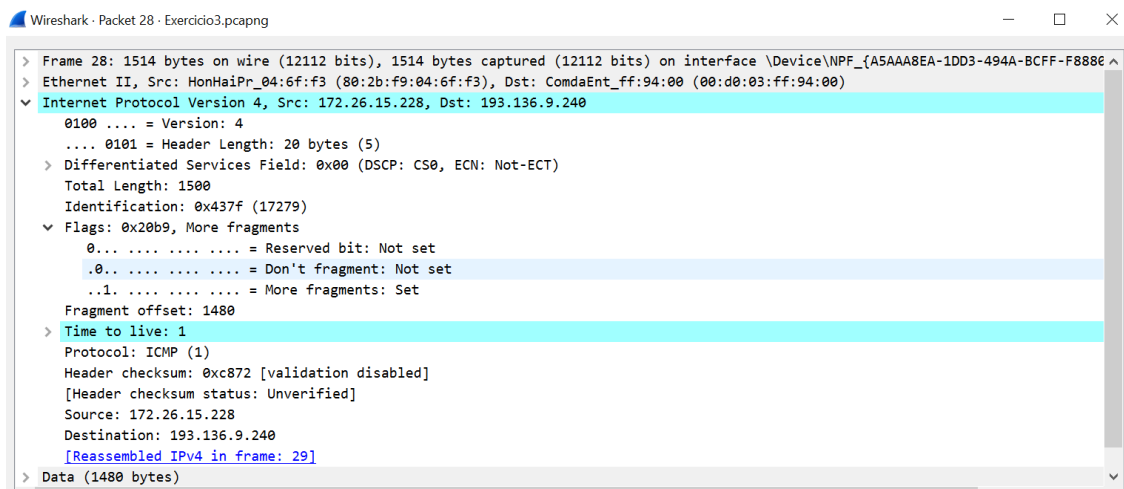 Wireshark · Packet 28 · Exercicio3.pcapng
Frame 28: 1514 bytes on wire (12112 bits), 1514 bytes captured (12112 bits) on interface \Device\NPF_{A5AAA8EA-1DD3-494A-BCFF-F8880
Ethernet II, Src: HonHaiPr_04:6f:f3 (80:2b:f9:04:6f:f3), Dst: ComdaEnt_ff:94:00 (00:d0:03:ff:94:00)
Internet Protocol Version 4, Src: 172.26.15.228, Dst: 193.136.9.240
0100 .... = Version: 4
.... 0101 = Header Length: 20 bytes (5)
Differentiated Services Field: 0x00 (DSCP: CS0, ECN: Not-ECT)
Total Length: 1500
Identification: 0x437f (17279)
Flags: 0x20b9, More fragments
0... .... .... .... = Reserved bit: Not set
.0.. .... .... .... = Don't fragment: Not set
..1. .... .... .... = More fragments: Set
Fragment offset: 1480
Time to live: 1
Protocol: ICMP (1)
Header checksum: 0xc872 [validation disabled]
[Header checksum status: Unverified]
Source: 172.26.15.228
Destination: 193.136.9.240
[Reassembled IPv4 in frame: 29]
Data (1480 bytes)